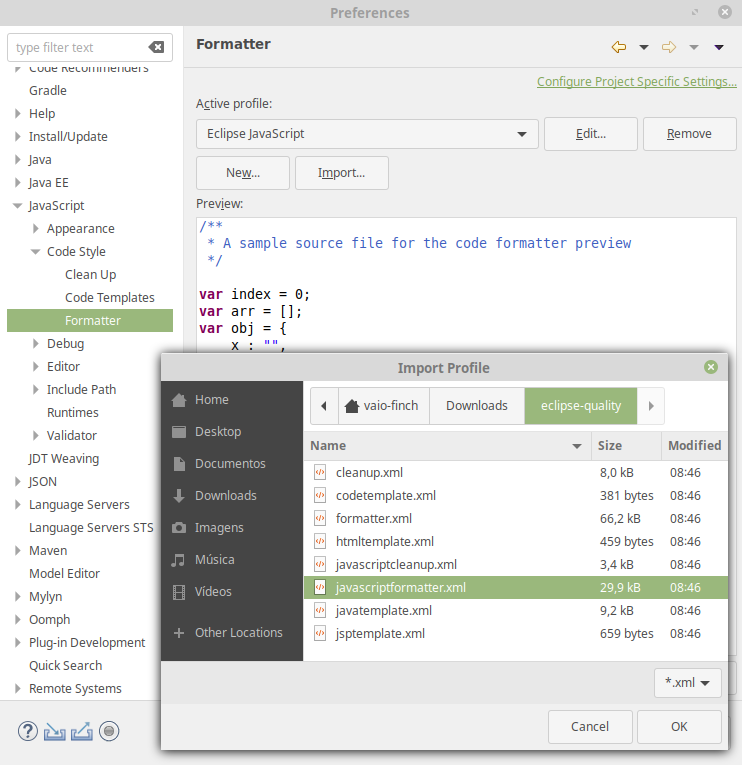 Preferences
type filter text
Code Recommenders
Gradle
Help
Install/Update
Java
Java EE
JavaScript
Appearance
Code Style
Clean Up
Code Templates
Formatter
Debug
Editor
Include Path
Runtimes
Validator
JDT Weaving
JSON
Language Servers
Language Servers STS
Maven
Model Editor
Mylyn
Oomph
Plug-in Development
Quick Search
Remote Systems
Formatter
Configure Project Specific Settings...
Active profile:
Eclipse JavaScript
Edit...
Remove
New...
Import...
Preview:
/**
* A sample source file for the code formatter preview
*/
var index = 0;
var arr = [];
var obj = {
x : "",
Import Profile
Home
Desktop
Documentos
Downloads
Imagens
Música
Vídeos
Other Locations
vaio-finch Downloads eclipse-quality
Name Size Modified
cleanup.xml 8,0 kB 08:46
codetemplate.xml 381 bytes 08:46
formatter.xml 66,2 kB 08:46
htmltemplate.xml 459 bytes 08:46
javascriptcleanup.xml 3,4 kB 08:46
javascriptformatter.xml 29,9 kB 08:46
javatemplate.xml 9,2 kB 08:46
jsptemplate.xml 659 bytes 08:46
*.xml
Cancel OK